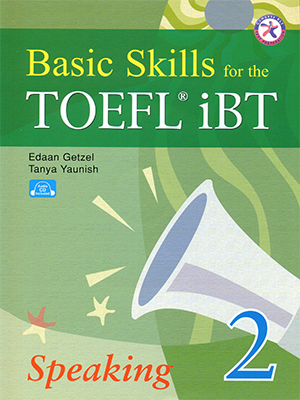 Basic Skills for the
TOEFL® iBT
Edaan Getzel
Tanya Yaunish
Speaking 2